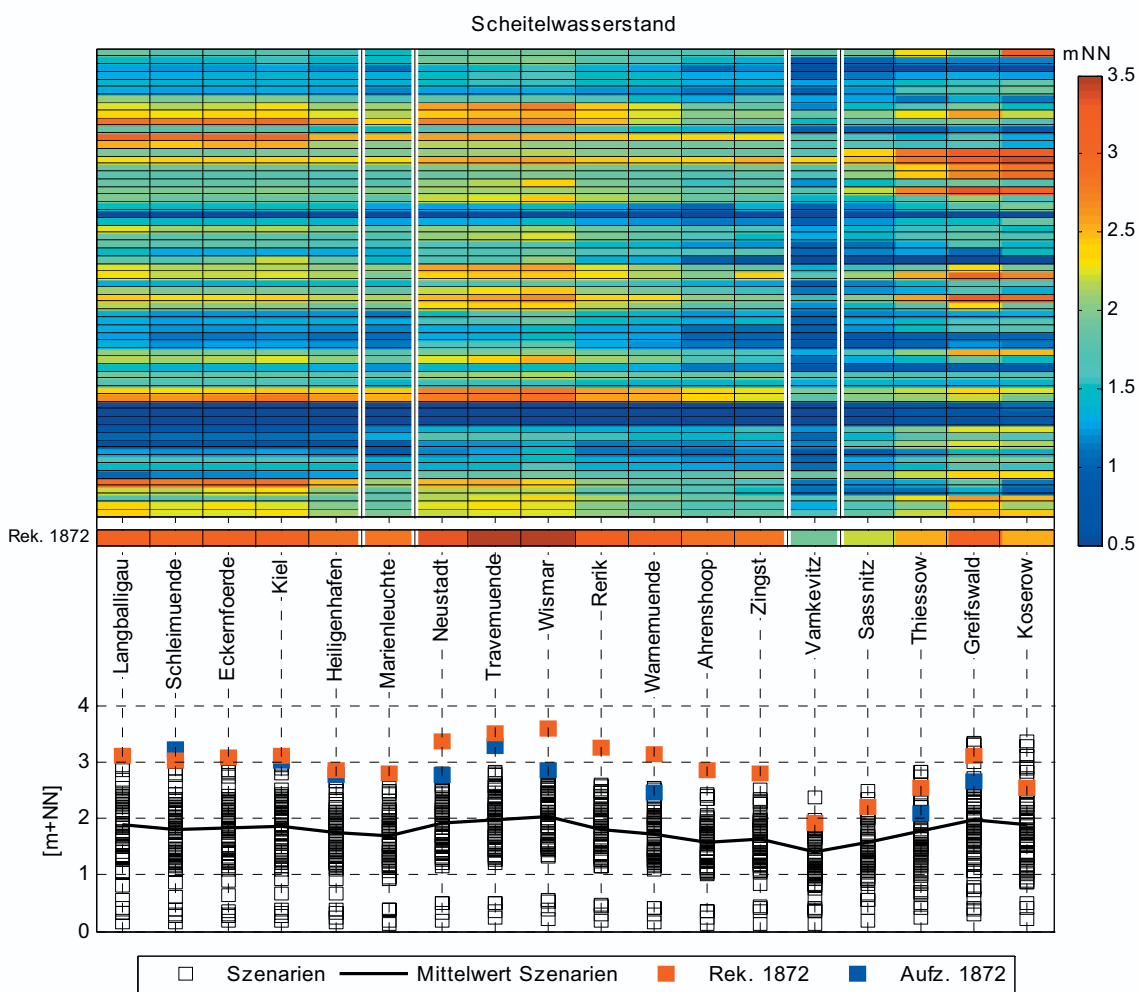 Scheitelwasserstand
mNN
3.5
3
2.5
2
1.5
1
0.5
Rek. 1872
Langballigau
Schleimuende
Eckernfoerde
Kiel
Heiligenhafen
Marienleuchte
Neustadt
Travemuende
Wismar
Rerik
Warnemuende
Ahrenshoop
Zingst
Vamkevitz
Sassnitz
Thiessow
Greifswald
Koserow
4
3
2
1
0
[m+NN]
Szenarien
Mittelwert Szenarien
Rek. 1872
Aufz. 1872